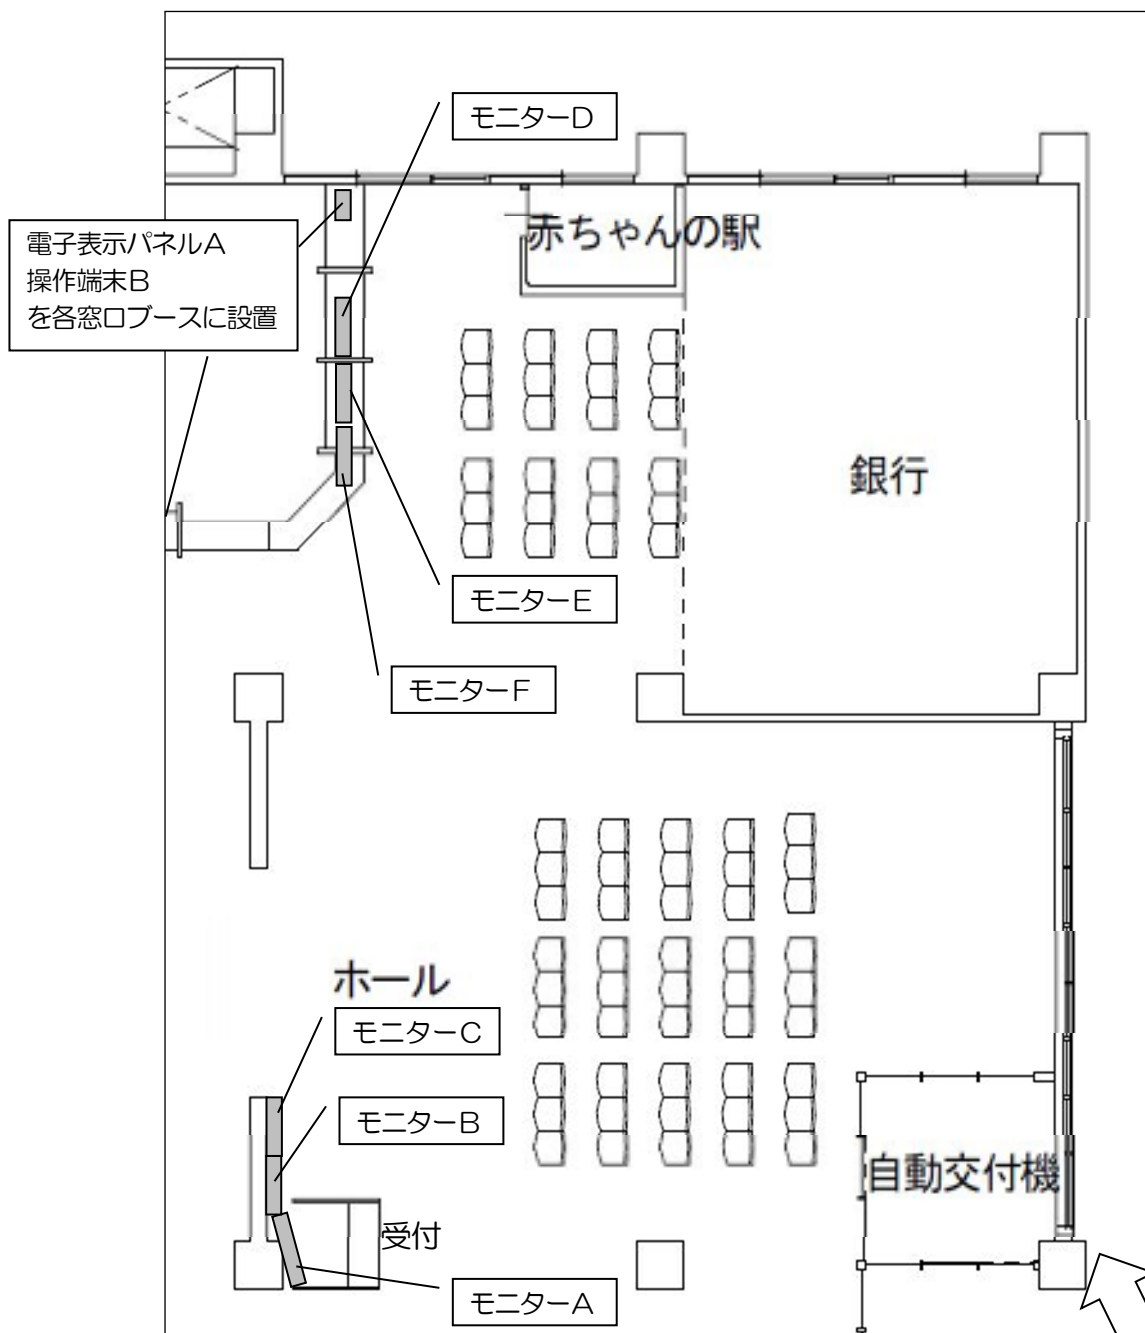 モニターD
赤ちゃんの駅
電子表示パネルA
操作端末B
を各窓口ブースに設置
銀行
モニターE
モニターF
ホール
モニターC
モニターB
自動交付機
受付
モニターA